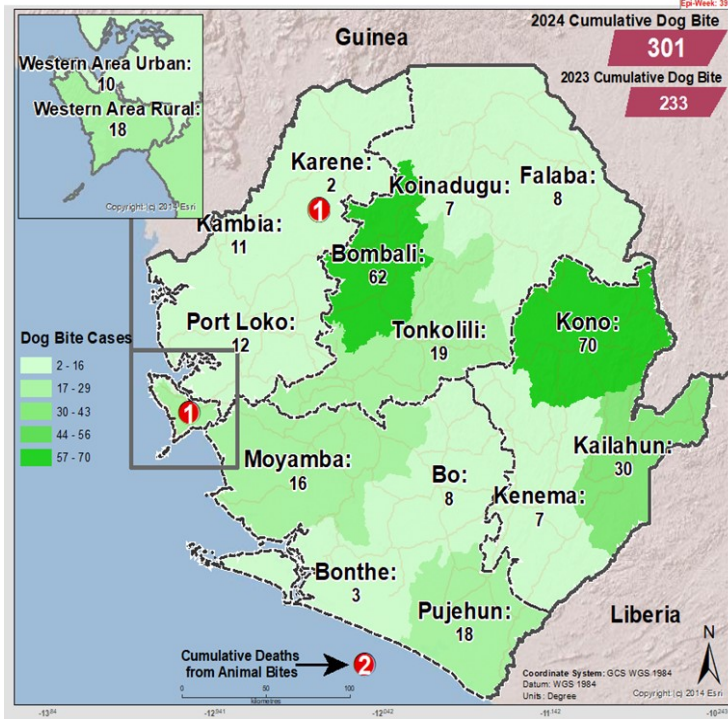 Epi-Week: 39
2024 Cumulative Dog Bite
301
2023 Cumulative Dog Bite
233
Guinea
Western Area Urban:
10
Western Area Rural:
18
Copyright:(c) 2014 Esri
Karene:
2
1
Koinadugu:
7
Falaba:
8
Kambia:
11
Bombali:
62
Port Loko:
12
Tonkolili:
19
Kono:
70
Dog Bite Cases
2 - 16
17 - 29
30 - 43
44 - 56
57 - 70
1
Moyamba:
16
Bo:
8
Kenema:
7
Kailahun:
30
Bonthe:
3
Pujehun:
18
Liberia
N
Cumulative Deaths
from Animal Bites
2
0 50 100
Kilometres
Coordinate System: GCS WGS 1984
Datum: WGS 1984
Units: Degree
Copyright:(c) 2014 Esri